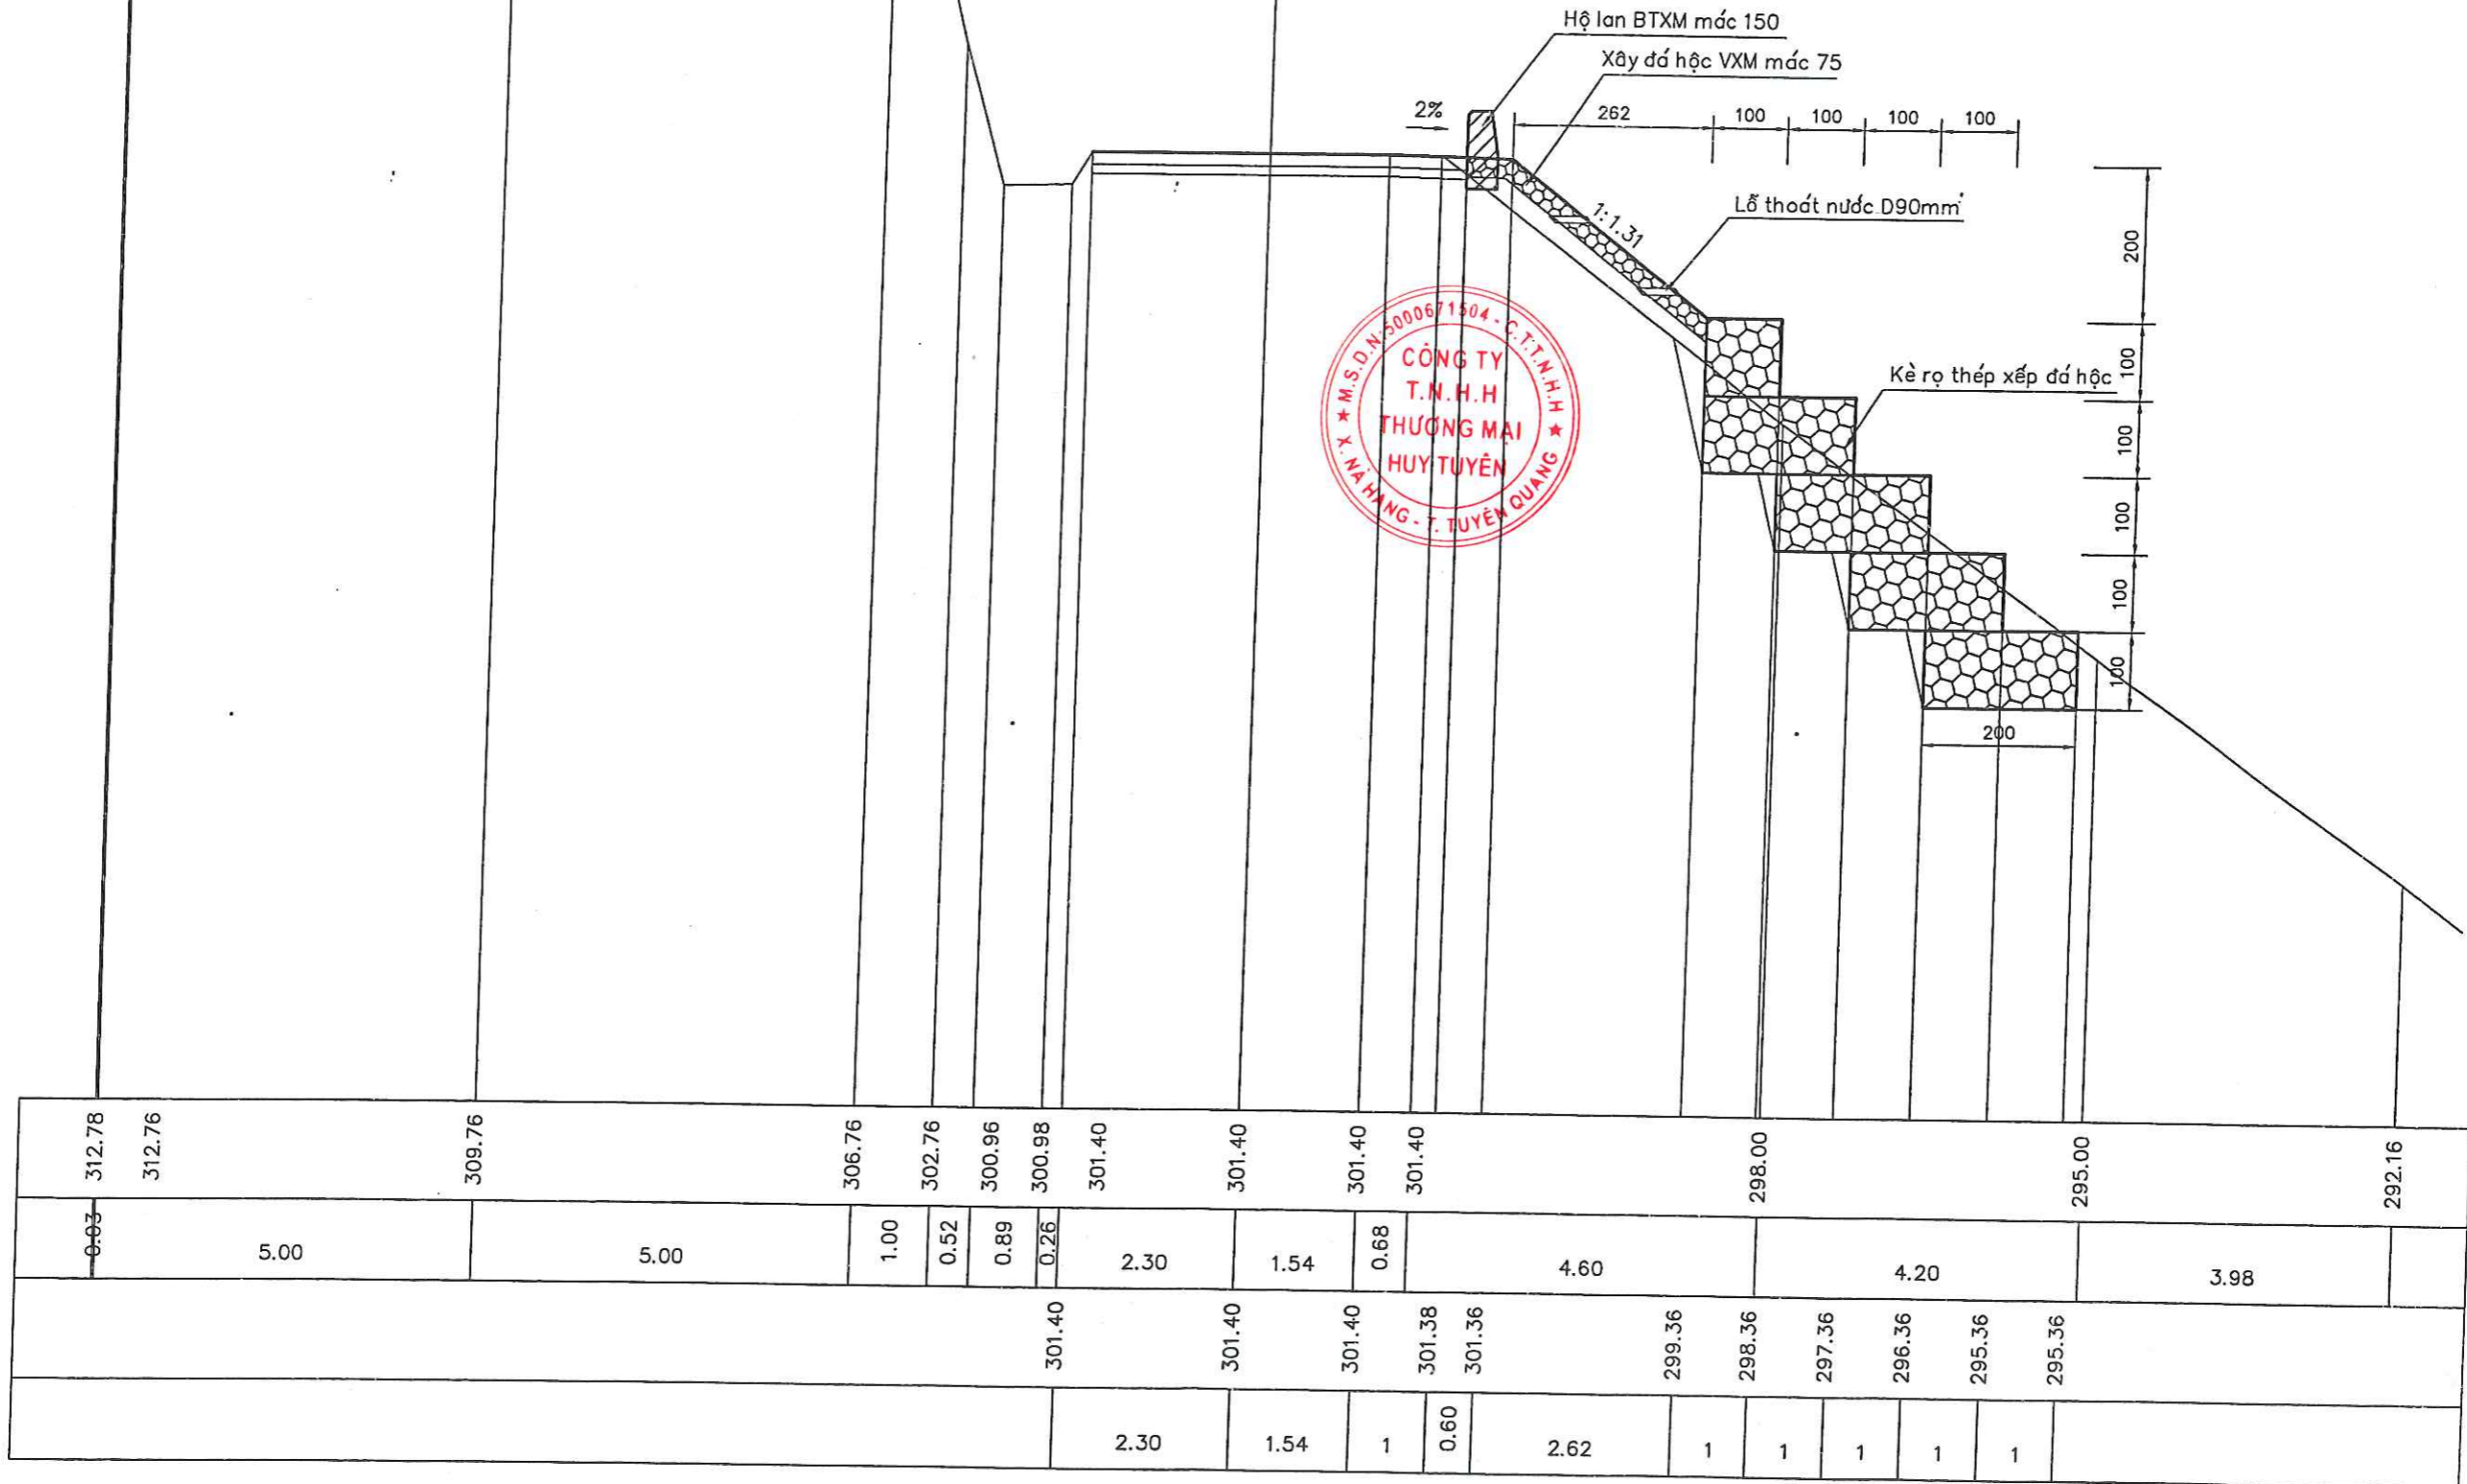 Hộ lan BTXM mác 150
Xây đá hộc VXM mác 75
2%
262 100 100 100 100
1:1.31
Lỗ thoát nước D90mm
200
100
Kè rọ thép xếp đá hộc
100
100
100
100
200
★ M.S.D.N:5000671504 - C.T.T.N.H.H ★
X. NÀ HANG - T. TUYÊN QUANG
CÔNG TY
T.N.H.H
THƯƠNG MẠI
HUY TUYÊN
312.78 312.76 309.76 306.76 302.76 300.96 300.98 301.40 301.40 301.40 301.40 298.00 295.00 292.16
0.03 5.00 5.00 1.00 0.52 0.89 0.26 2.30 1.54 0.68 4.60 4.20 3.98
301.40 301.40 301.40 301.38 301.36 299.36 298.36 297.36 296.36 295.36 295.36
2.30 1.54 1 0.60 2.62 1 1 1 1 1